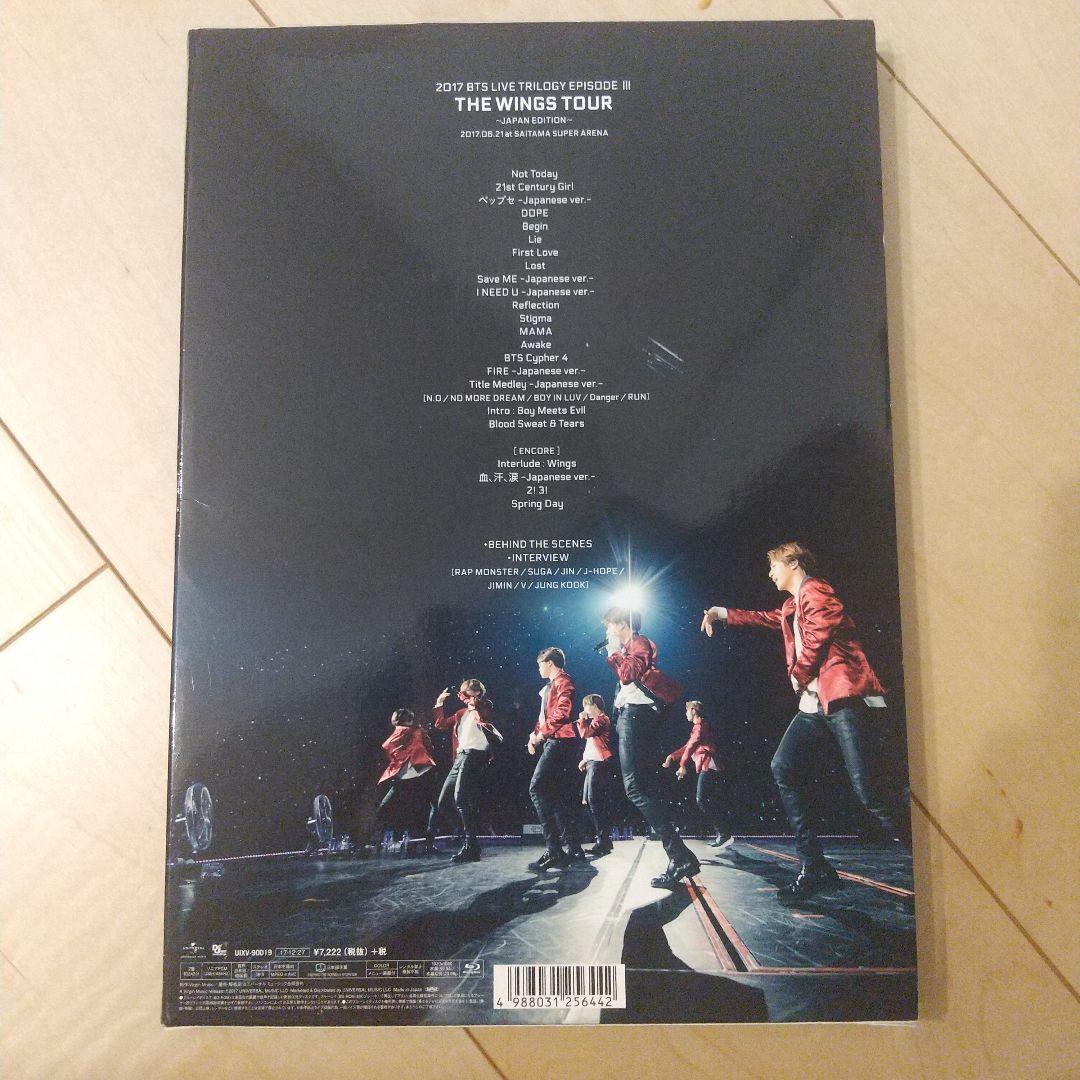 2017 BTS LIVE TRILOGY EPISODE III
THE WINGS TOUR
~JAPAN EDITION~
2017.06.21 at SAITAMA SUPER ARENA
Not Today
21st Century Girl
ペップセ -Japanese ver.-
DOPE
Begin
Lie
First Love
Lost
Save ME -Japanese ver.-
I NEED U -Japanese ver.-
Reflection
Stigma
MAMA
Awake
BTS Cypher 4
FIRE -Japanese ver.-
Title Medley -Japanese ver.-
[N.O / NO MORE DREAM / BOY IN LUV / Danger / RUN]
Intro : Boy Meets Evil
Blood Sweat & Tears
[ENCORE]
Interlude : Wings
血、汗、涙 -Japanese ver.-
2! 3!
Spring Day
・BEHIND THE SCENES
・INTERVIEW
[RAP MONSTER / SUGA / JIN / J-HOPE /
JIMIN / V / JUNG KOOK]
UNIVERSAL
UIXV-90019 17・12・27 ¥7,222 (税抜) +税
COLOR
4 988031 256442